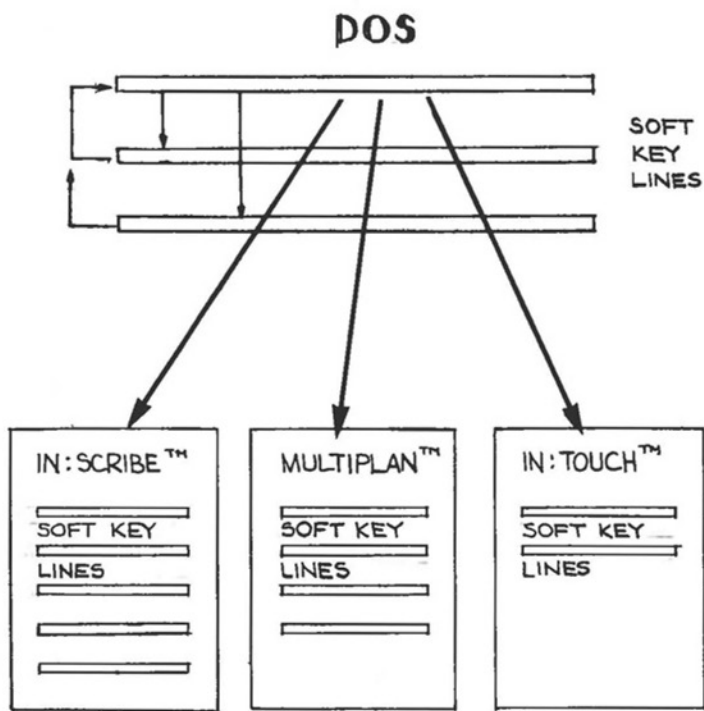 DOS
SOFT
KEY
LINES
IN:SCRIBE™
SOFT KEY
LINES
MULTIPLAN™
SOFT KEY
LINES
IN:TOUCH™
SOFT KEY
LINES